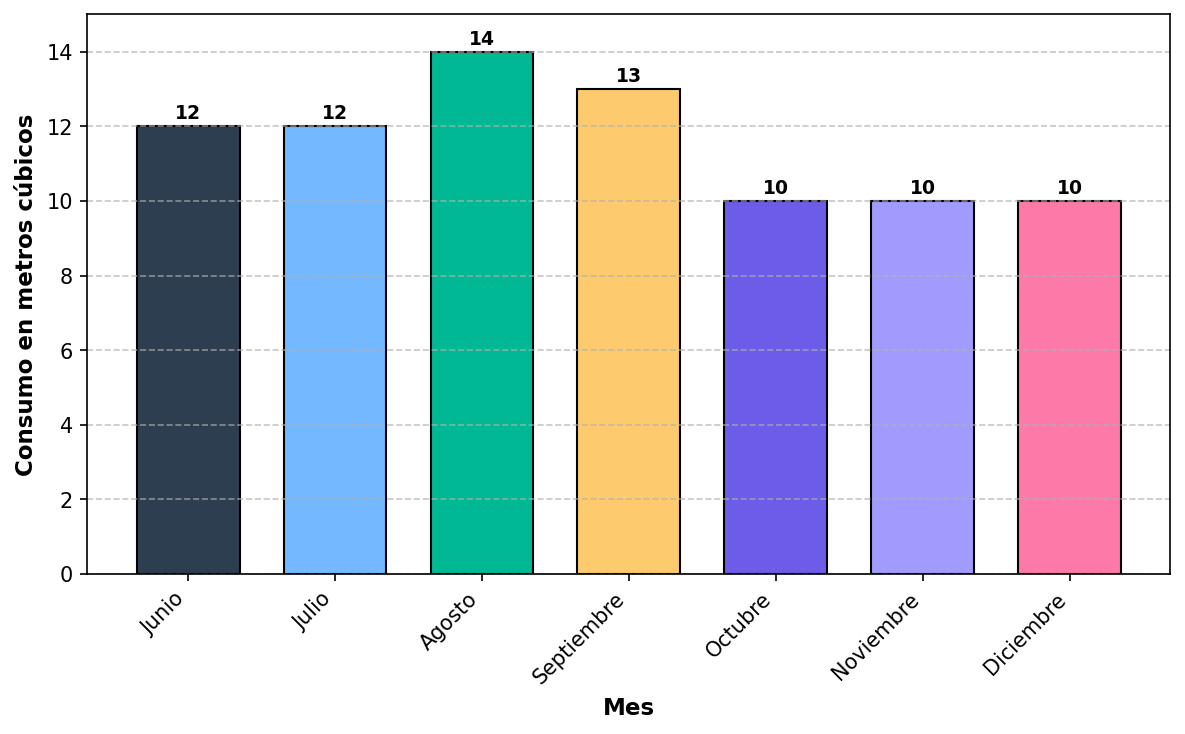 14
13
12
12
10
10
10
14
12
10
8
6
4
2
0
Consumo en metros cúbicos
Junio
Julio
Agosto
Septiembre
Octubre
Noviembre
Diciembre
Mes